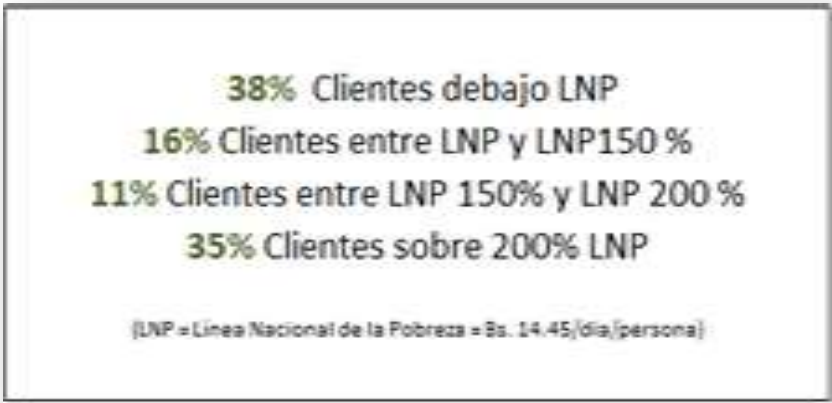 38% Clientes debajo LNP
16% Clientes entre LNP y LNP150 %
11% Clientes entre LNP 150% y LNP 200 %
35% Clientes sobre 200% LNP
(LNP = Linea Nacional de la Pobreza = Bs. 14.45/dia/persona)